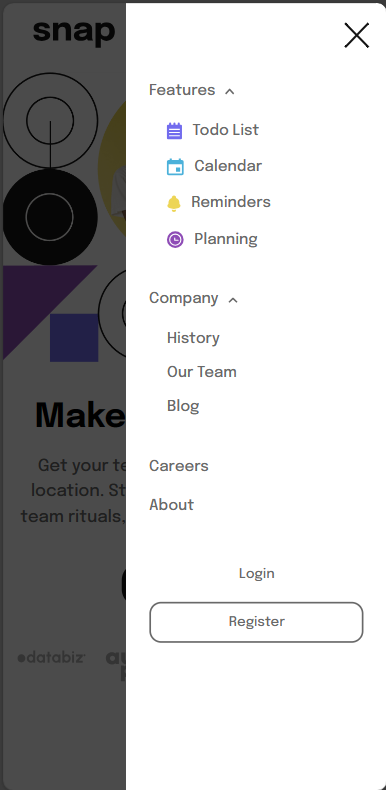 snap
Features
Todo List
Calendar
Reminders
Planning
Company
History
Our Team
Blog
Careers
About
Login
Register
Make
Get your te
location. St
team rituals,
databiz